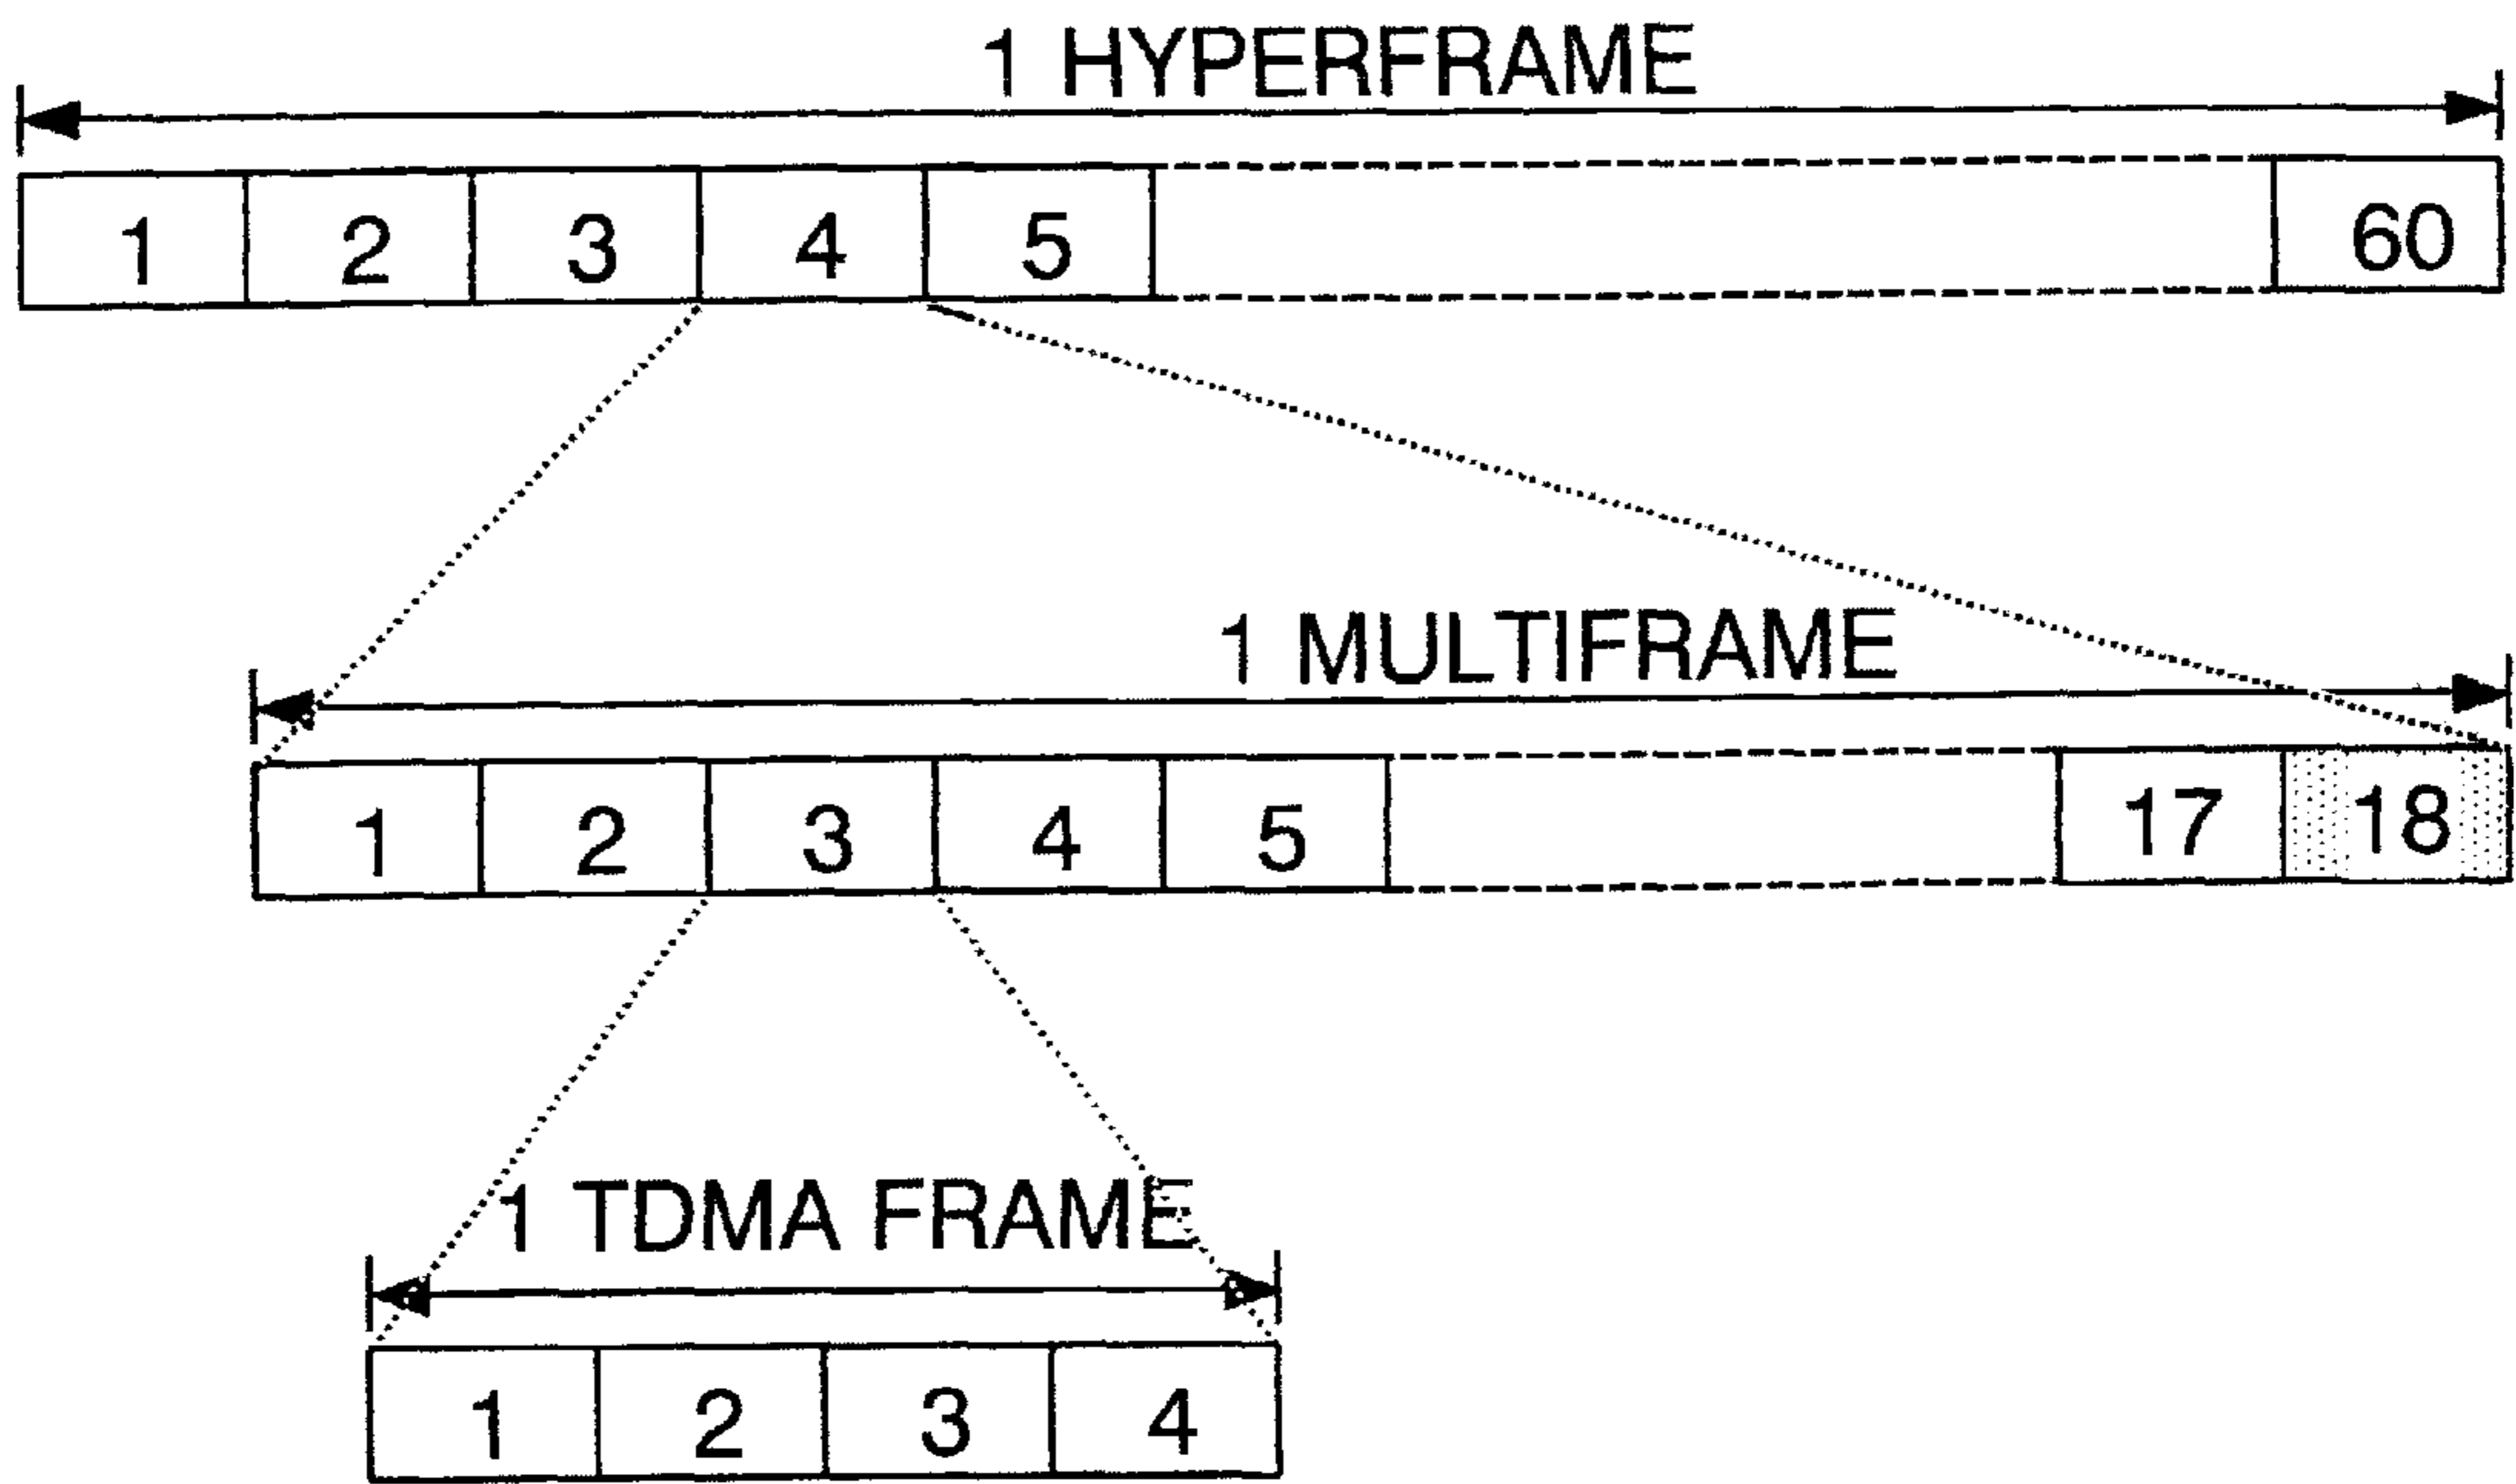 1 HYPERFRAME
1 2 3 4 5 60
1 MULTIFRAME
1 2 3 4 5 17 18
1 TDMA FRAME
1 2 3 4